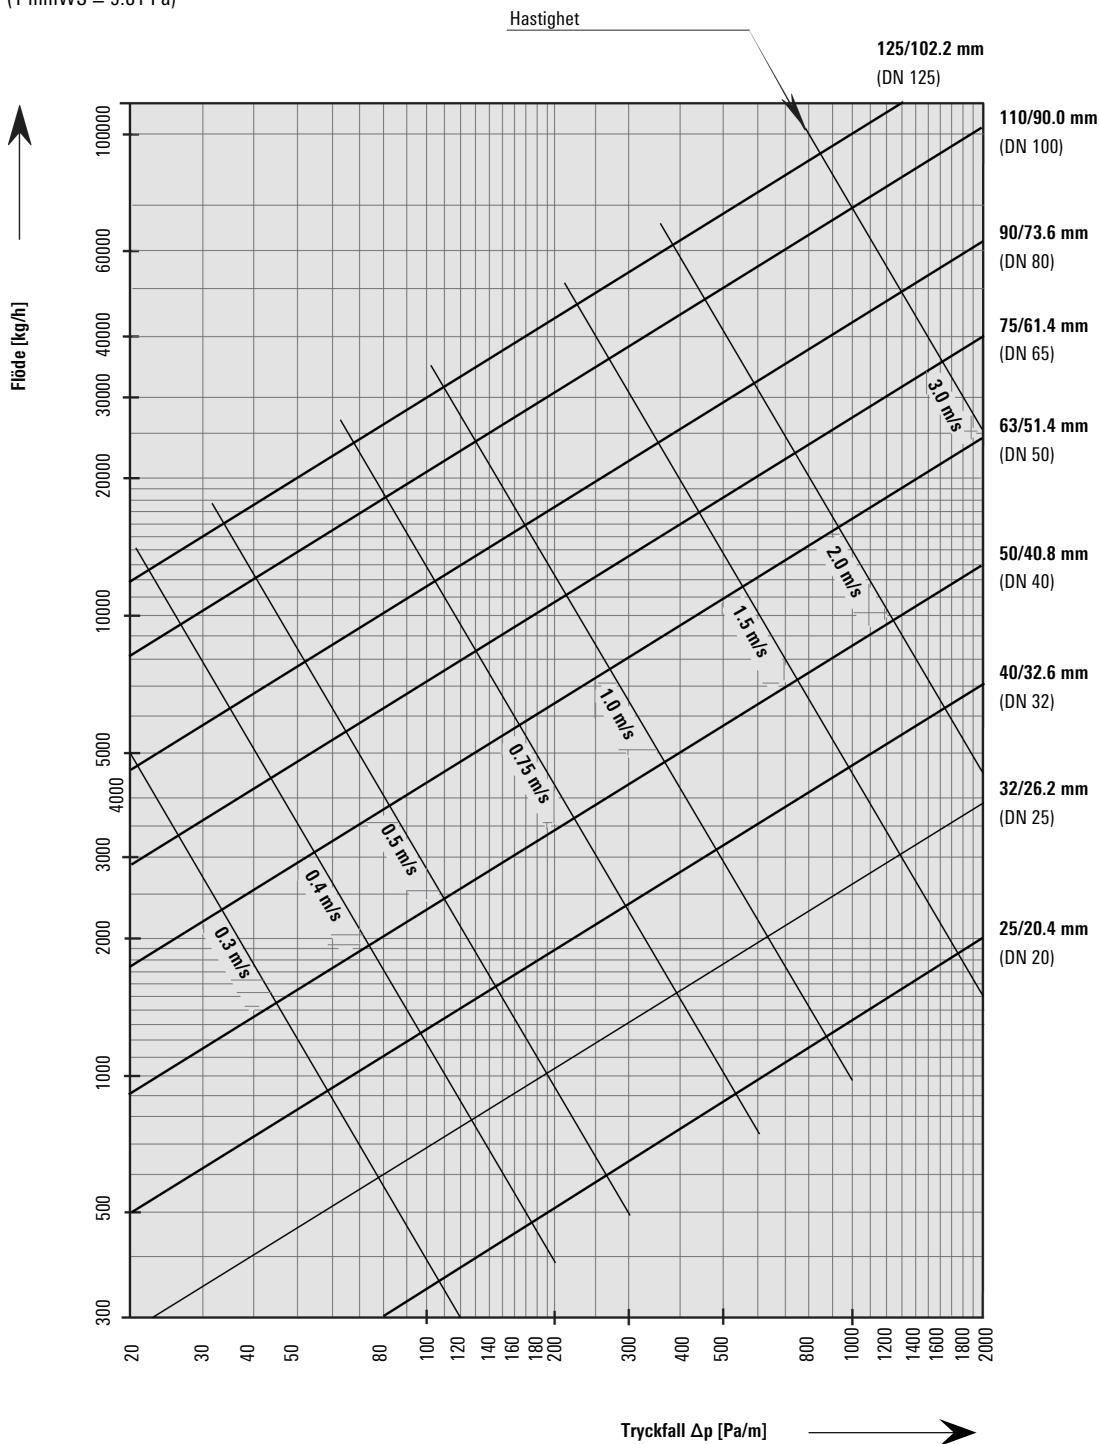 Hastighet
125/102.2 mm
(DN 125)
110/90.0 mm
(DN 100)
90/73.6 mm
(DN 80)
75/61.4 mm
(DN 65)
63/51.4 mm
(DN 50)
50/40.8 mm
(DN 40)
40/32.6 mm
(DN 32)
32/26.2 mm
(DN 25)
25/20.4 mm
(DN 20)
Flöde [kg/h]
100000
60000
40000
30000
20000
10000
5000
4000
3000
2000
1000
500
300
3.0 m/s
2.0 m/s
1.5 m/s
1.0 m/s
0.75 m/s
0.5 m/s
0.4 m/s
0.3 m/s
20 30 40 50 80 100 120 140 160 180 200 300 400 500 800 1000 1200 1400 1600 1800 2000
Tryckfall Δp [Pa/m]